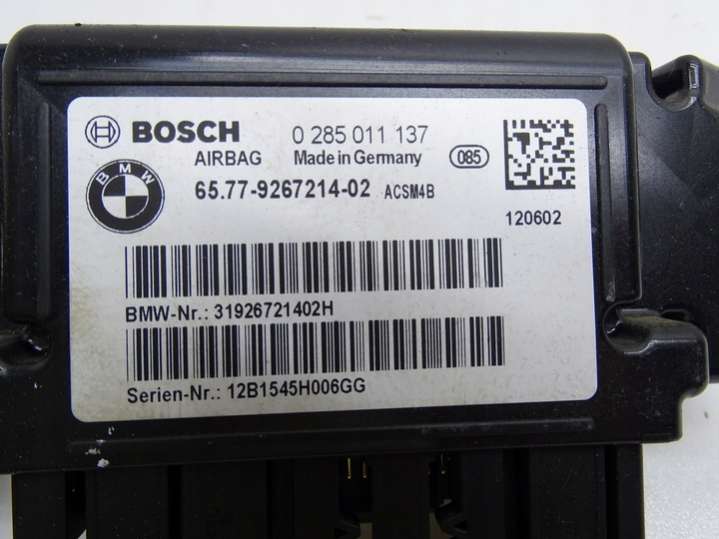 BOSCH 0 285 011 137
AIRBAG Made in Germany 085
BMW
65.77-9267214-02 ACSM4B
120602
BMW-Nr.: 31926721402H
Serien-Nr.: 12B1545H006GG